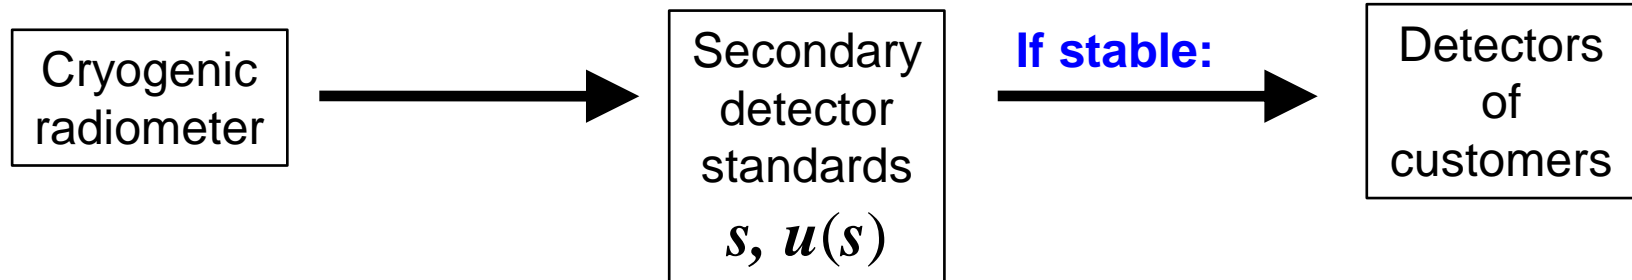 Cryogenic
radiometer
Secondary
detector
standards
s, u(s)
If stable:
Detectors
of
customers